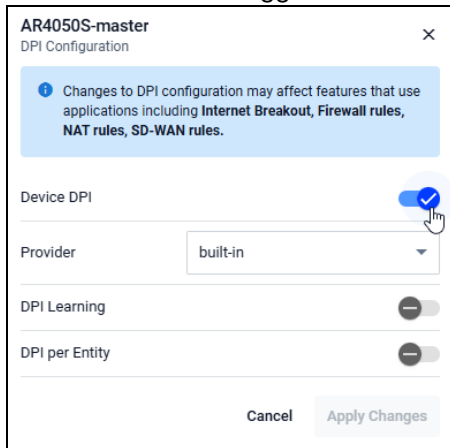 AR4050S-master
DPI Configuration
Changes to DPI configuration may affect features that use
applications including Internet Breakout, Firewall rules,
NAT rules, SD-WAN rules.
Device DPI
Provider built-in
DPI Learning
DPI per Entity
Cancel Apply Changes